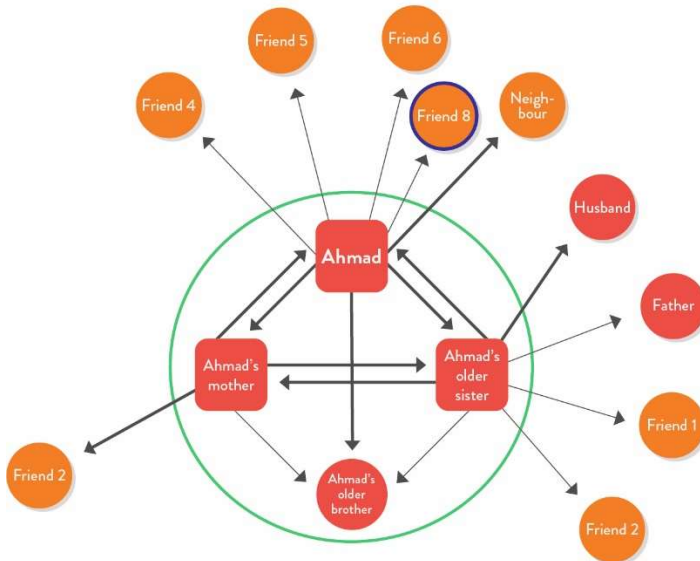 Friend 5
Friend 6
Friend 4
Friend 8
Neigh-
bour
Husband
Ahmad
Father
Ahmad's
mother
Ahmad's
older
sister
Friend 1
Friend 2
Ahmad's
older
brother
Friend 2